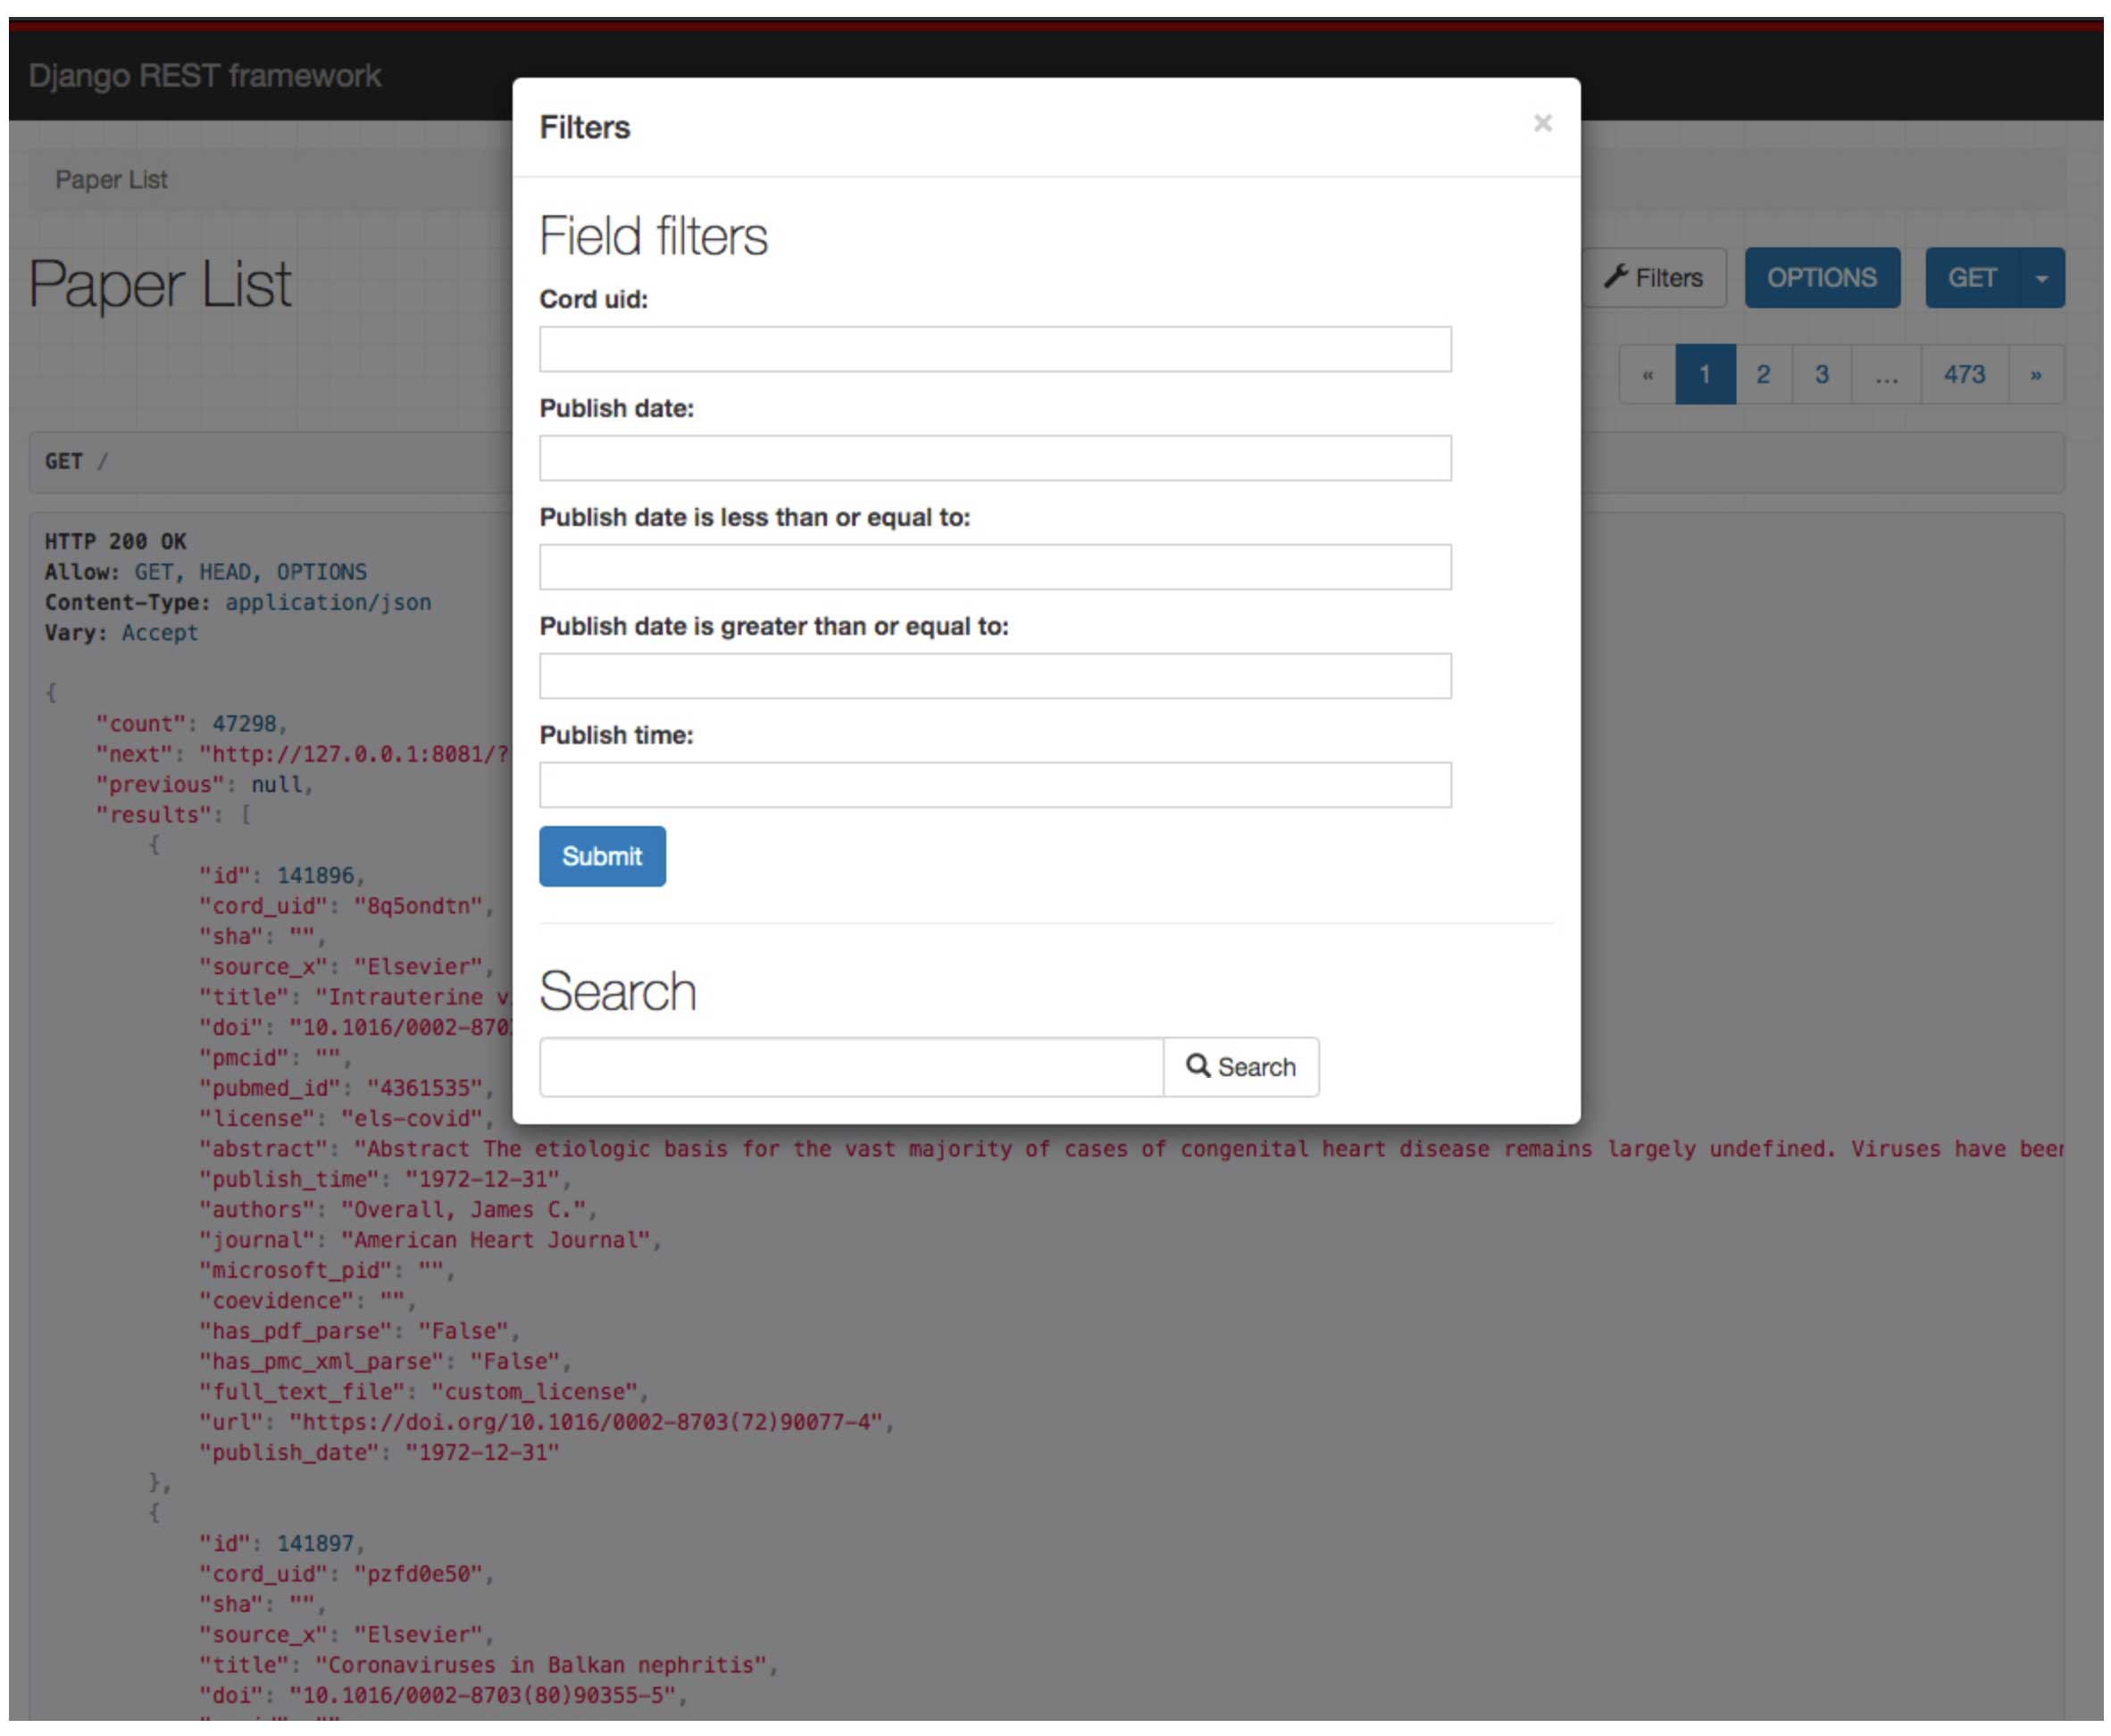 Django REST framework
Filters
×
Paper List
Field filters
Paper List
Filters
OPTIONS
GET
Cord uid:
« 1 2 3 … 473 »
Publish date:
GET /
Publish date is less than or equal to:
HTTP 200 OK
Allow: GET, HEAD, OPTIONS
Content-Type: application/json
Vary: Accept
Publish date is greater than or equal to:
{
"count": 47298,
"next": "http://127.0.0.1:8081/?
"previous": null,
"results": [
Publish time:
{
Submit
"id": 141896,
"cord_uid": "8q5ondtn",
"sha": "",
"source_x": "Elsevier",
"title": "Intrauterine v
"doi": "10.1016/0002-870
"pmcid": "",
"pubmed_id": "4361535",
"license": "els-covid",
Search
Search
"abstract": "Abstract The etiologic basis for the vast majority of cases of congenital heart disease remains largely undefined. Viruses have been
"publish_time": "1972-12-31",
"authors": "Overall, James C.",
"journal": "American Heart Journal",
"microsoft_pid": "",
"coevidence": "",
"has_pdf_parse": "False",
"has_pmc_xml_parse": "False",
"full_text_file": "custom_license",
"url": "https://doi.org/10.1016/0002-8703(72)90077-4",
"publish_date": "1972-12-31"
},
{
"id": 141897,
"cord_uid": "pzfd0e50",
"sha": "",
"source_x": "Elsevier",
"title": "Coronaviruses in Balkan nephritis",
"doi": "10.1016/0002-8703(80)90355-5",